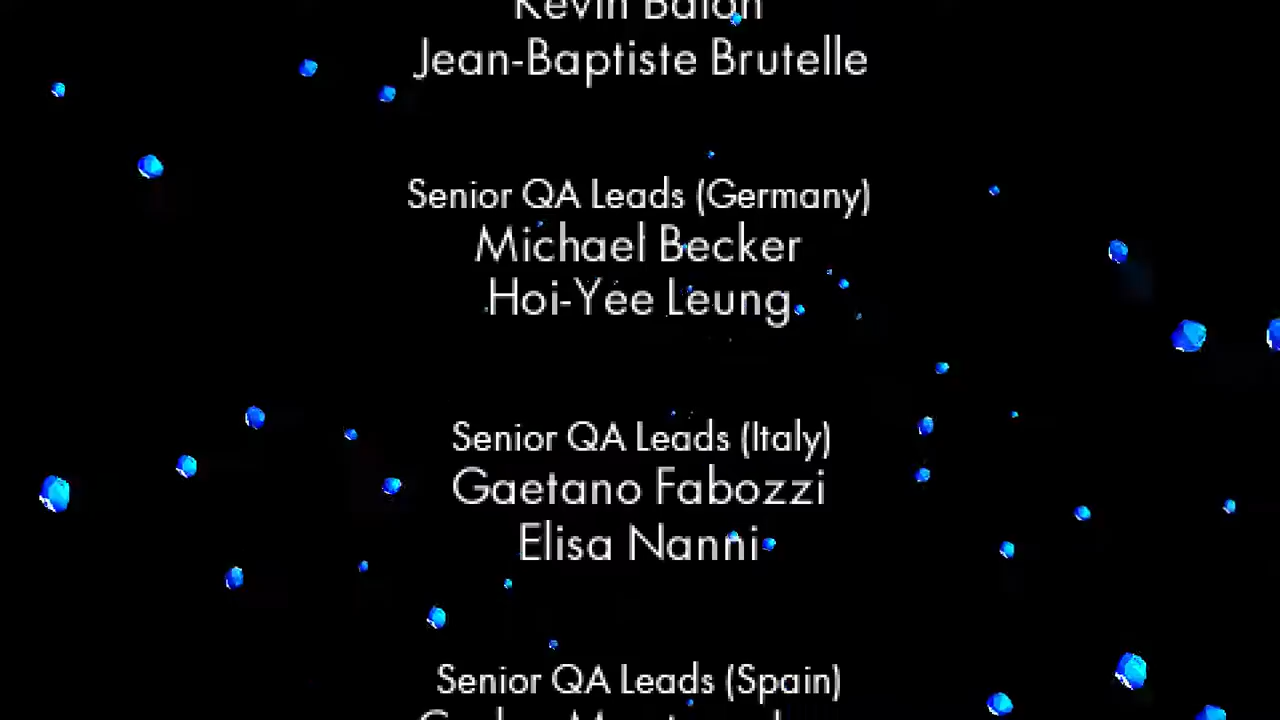 Kevin
Jean-Baptiste Brutelle
Senior QA Leads (Germany)
Michael Becker
Hoi-Yee Leung
Senior QA Leads (Italy)
Gaetano Fabozzi
Elisa Nanni
Senior QA Leads (Spain)